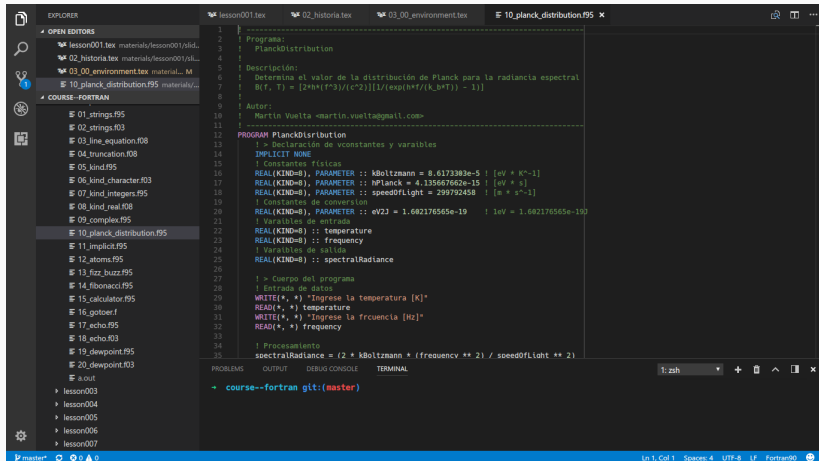 EXPLORER
OPEN EDITORS
lesson001.tex materials/lesson001/slid...
02_historia.tex materials/lesson001/sli...
03_00_environment.tex material... M
10_planck_distribution.f95 materials/...
COURSE--FORTRAN
01_strings.f95
02_strings.f03
03_line_equation.f08
04_truncation.f08
05_kind.f95
06_kind_character.f03
07_kind_integers.f95
08_kind_real.f08
09_complex.f95
10_planck_distribution.f95
11_implicit.f95
12_atoms.f95
13_fizz_buzz.f95
14_fibonacci.f95
15_calculator.f95
16_gotoer.f
17_echo.f95
18_echo.f03
19_dewpoint.f95
20_dewpoint.f03
a.out
lesson003
lesson004
lesson005
lesson006
lesson007
lesson001.tex 02_historia.tex 03_00_environment.tex 10_planck_distribution.f95
1 ! ------------------------------------------------------------------------------
2 ! Programa:
3 !   PlanckDistribution
4 !
5 ! Descripción:
6 !   Determina el valor de la distribución de Planck para la radiancia espectral
7 !   B(f, T) = [2*h*(f^3)/(c^2)][1/(exp(h*f/(k_b*T)) - 1)]
8 !
9 ! Autor:
10 !   Martin Vuelta <martin.vuelta@gmail.com>
11 ! ------------------------------------------------------------------------------
12 PROGRAM PlanckDisribution
13 ! > Declaración de vconstantes y varaibles
14 IMPLICIT NONE
15 ! Constantes físicas
16 REAL(KIND=8), PARAMETER :: kBoltzmann = 8.6173303e-5 ! [eV * K^-1]
17 REAL(KIND=8), PARAMETER :: hPlanck = 4.135667662e-15 ! [eV * s]
18 REAL(KIND=8), PARAMETER :: speedOfLight = 299792458 ! [m * s^-1]
19 ! Constantes de conversion
20 REAL(KIND=8), PARAMETER :: eV2J = 1.602176565e-19 ! 1eV = 1.602176565e-19J
21 ! Varaibles de entrada
22 REAL(KIND=8) :: temperature
23 REAL(KIND=8) :: frequency
24 ! Varaibles de salida
25 REAL(KIND=8) :: spectralRadiance
26
27 ! > Cuerpo del programa
28 ! Entrada de datos
29 WRITE(*, *) "Ingrese la temperatura [K]"
30 READ(*, *) temperature
31 WRITE(*, *) "Ingrese la frcuencia [Hz]"
32 READ(*, *) frequency
33
34 ! Procesamiento
35 spectralRadiance = (2 * kBoltzmann * (frequency ** 2) / speedOfLight ** 2)
PROBLEMS OUTPUT DEBUG CONSOLE TERMINAL 1: zsh
→ course--fortran git:(master)
1
master* 0 0 Ln 1, Col 1 Spaces: 4 UTF-8 LF Fortran90